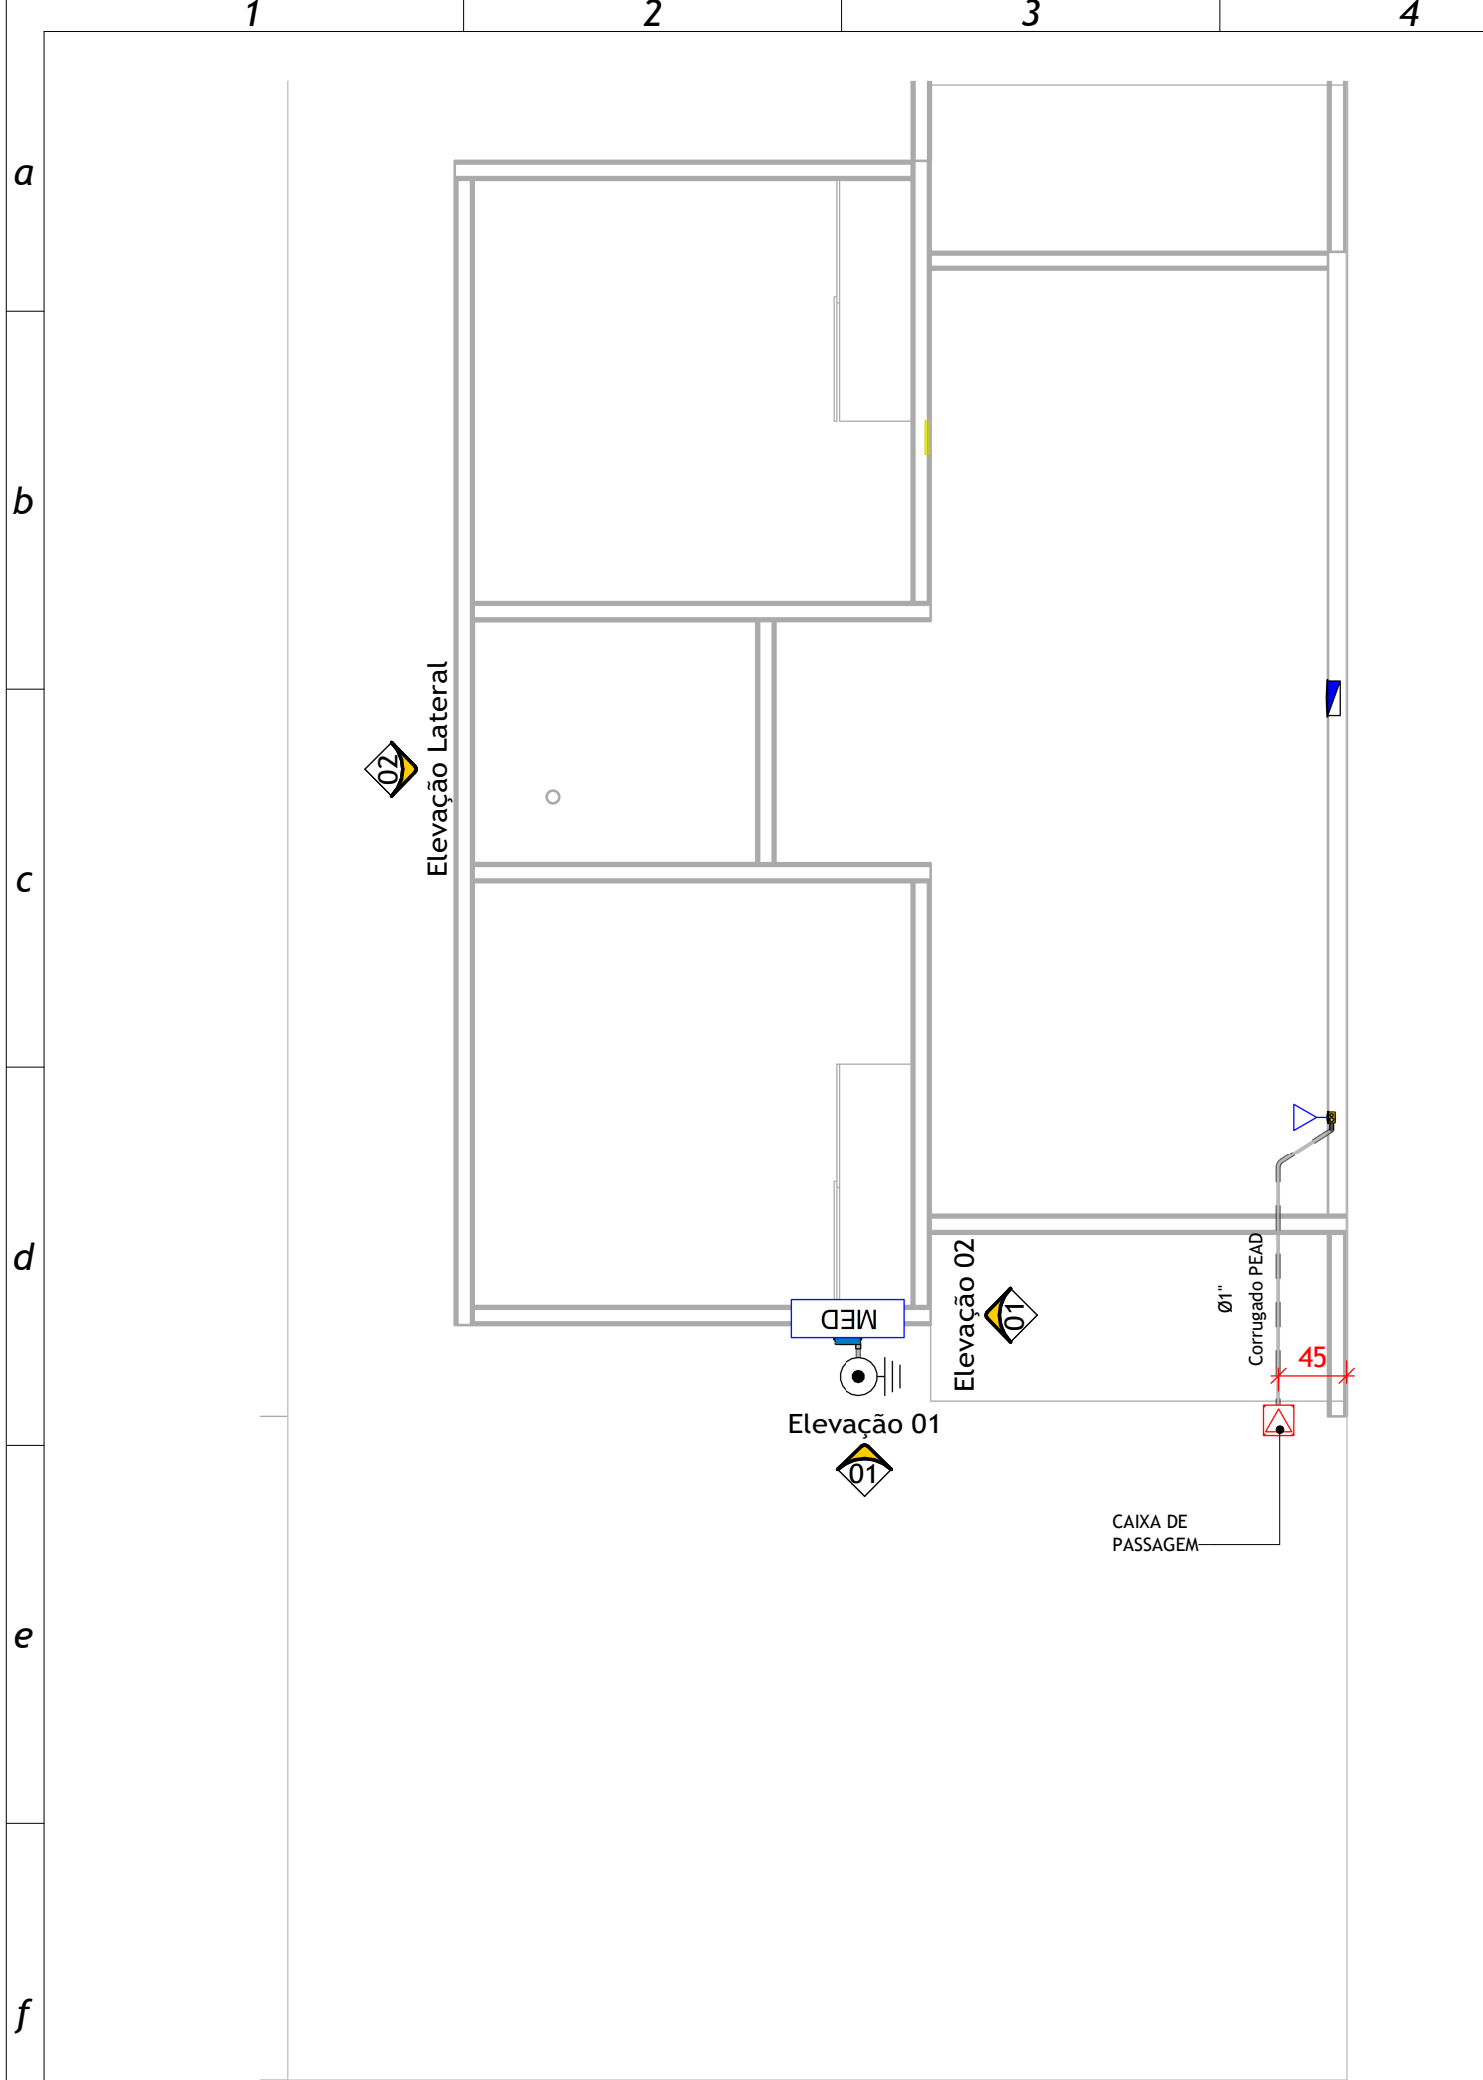 1
2
3
4
a
b
c
d
e
f
02
Elevação Lateral
MED
Elevação 02
01
Ø1"
Corrugado PEAD
45
Elevação 01
01
CAIXA DE
PASSAGEM